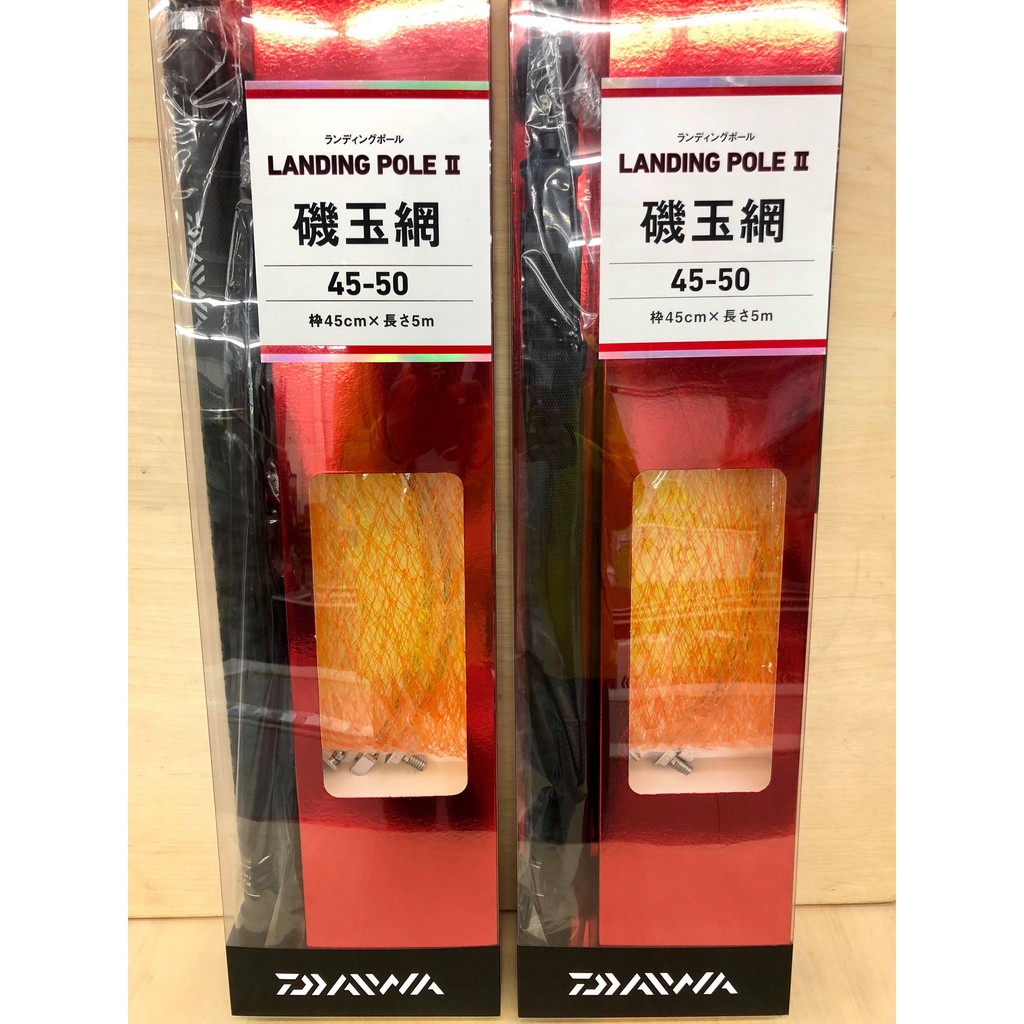 ランディングポール
LANDING POLE II
磯玉網
45-50
枠45cm×長さ5m
DAIWA
ランディングポール
LANDING POLE II
磯玉網
45-50
枠45cm×長さ5m
DAIWA